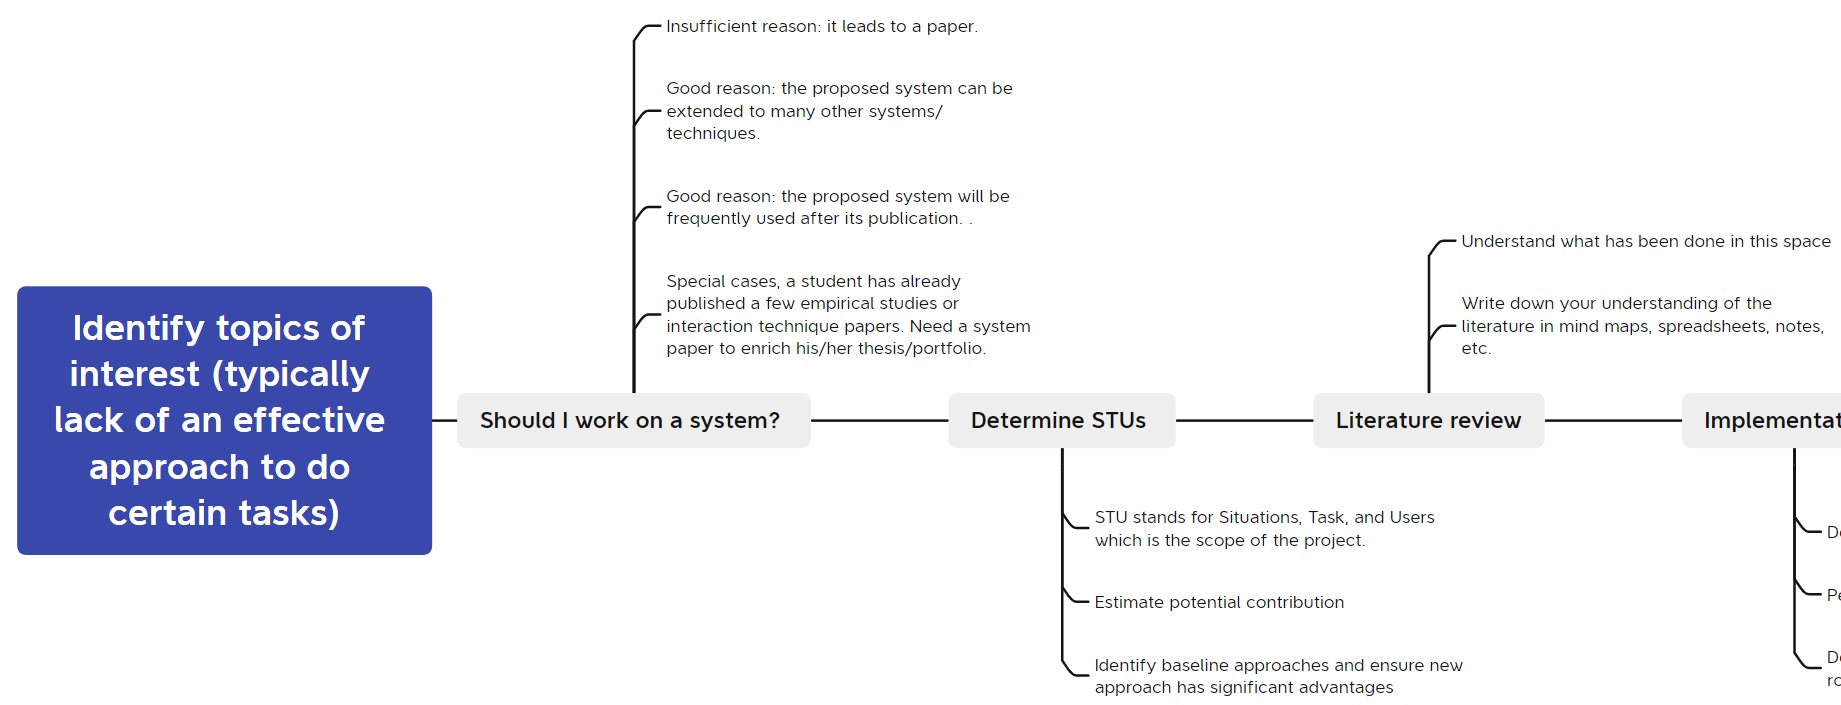 Identify topics of
interest (typically
lack of an effective
approach to do
certain tasks)
Should I work on a system?
Insufficient reason: it leads to a paper.
Good reason: the proposed system can be
extended to many other systems/
techniques.
Good reason: the proposed system will be
frequently used after its publication. .
Special cases, a student has already
published a few empirical studies or
interaction technique papers. Need a system
paper to enrich his/her thesis/portfolio.
Determine STUs
STU stands for Situations, Task, and Users
which is the scope of the project.
Estimate potential contribution
Identify baseline approaches and ensure new
approach has significant advantages
Literature review
Understand what has been done in this space
Write down your understanding of the
literature in mind maps, spreadsheets, notes,
etc.